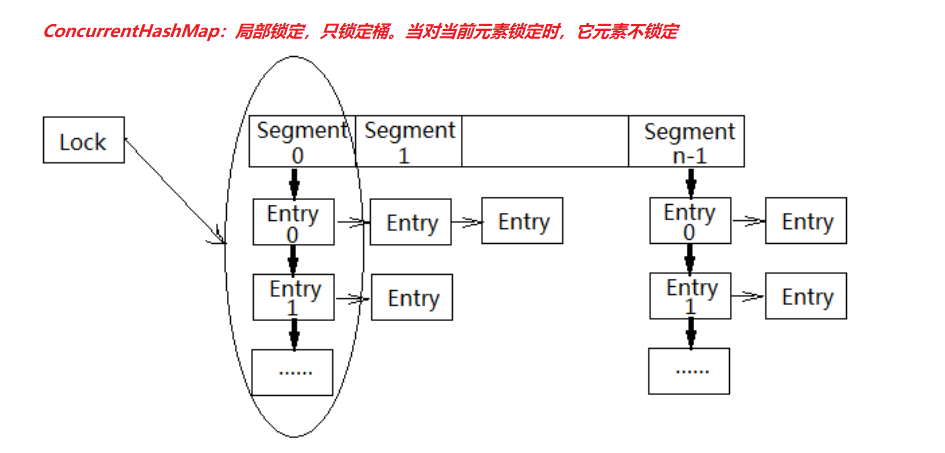 ConcurrentHashMap：局部锁定，只锁定桶。当对当前元素锁定时，它元素不锁定
Lock
Segment
0
Segment
1
Segment
n-1
Entry
0
Entry
Entry
Entry
0
Entry
Entry
1
Entry
Entry
1
Entry
......
......